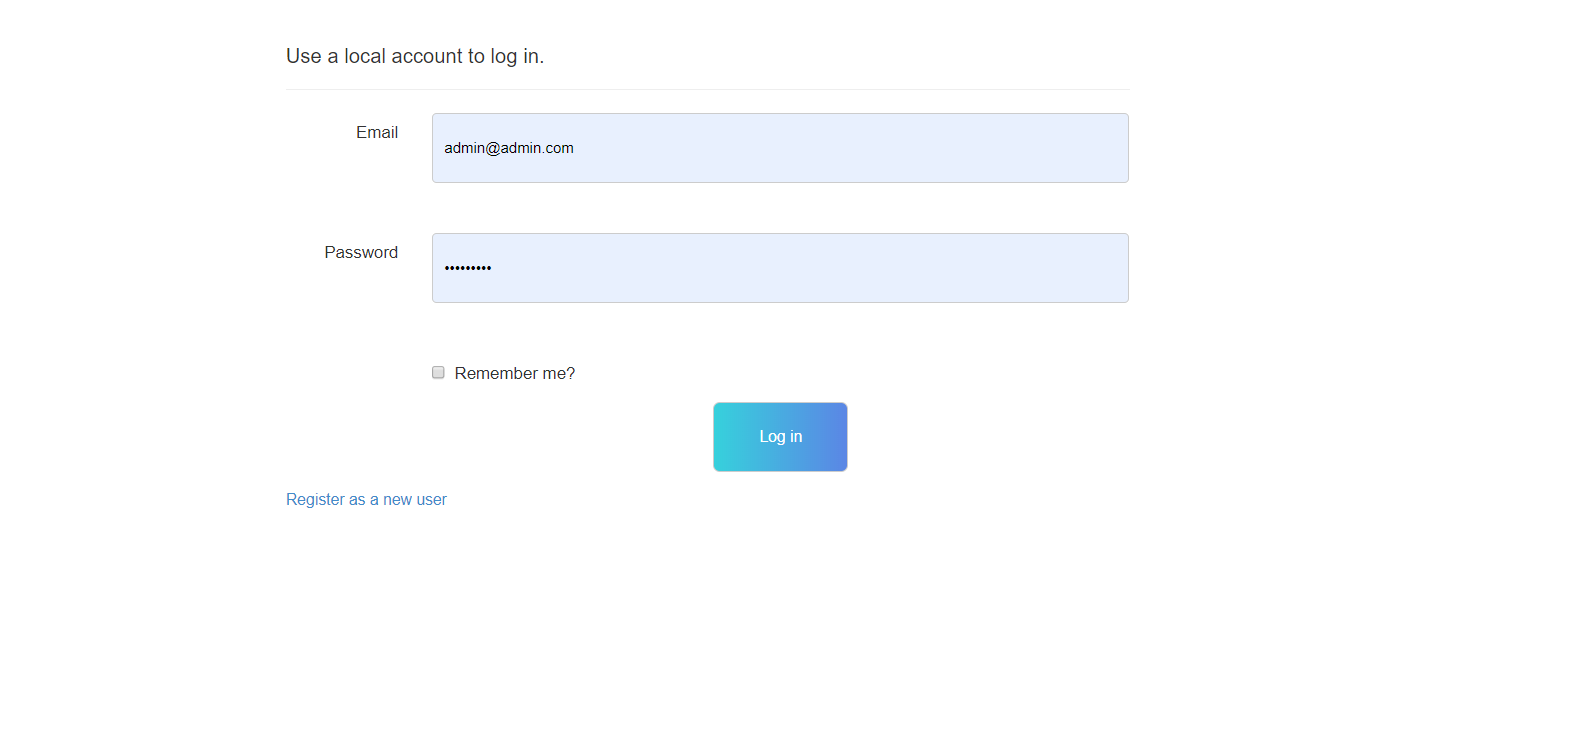 Use a local account to log in.
Email
admin@admin.com
Password
•••••••••
Remember me?
Log in
Register as a new user